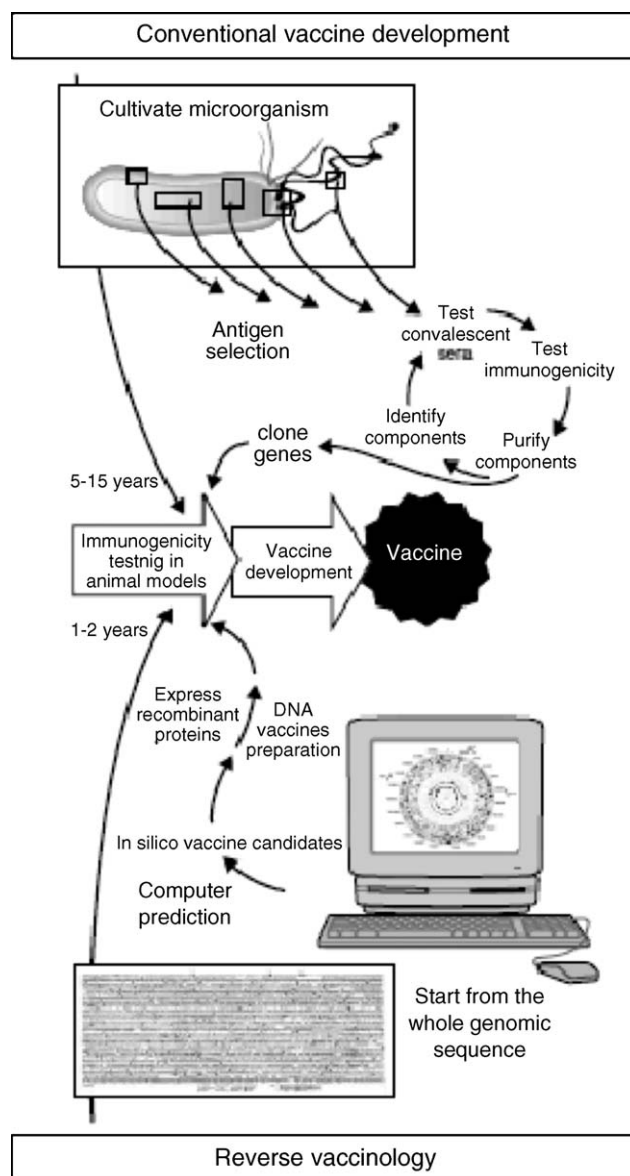 Conventional vaccine development
Cultivate microorganism
Antigen
selection
Test
convalescent
sera
Test
immunogenicity
Identify
components
Purify
components
clone
genes
5-15 years
Immunogenicity
testnig in
animal models
Vaccine
development
Vaccine
1-2 years
Express
recombinant
proteins
DNA
vaccines
preparation
In silico vaccine candidates
Computer
prediction
Start from the
whole genomic
sequence
Reverse vaccinology